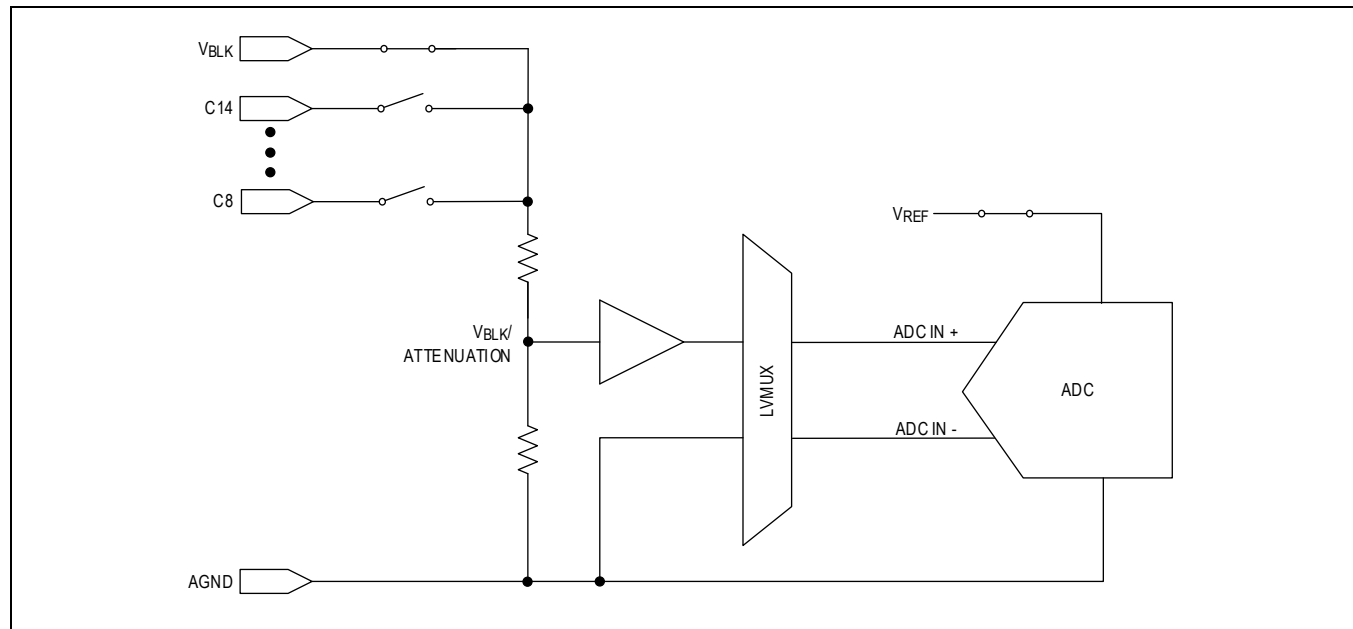 VBLK
C14
C8
VREF
VBLK/
ATTENUATION
LVMUX
ADC IN +
ADC
ADC IN -
AGND